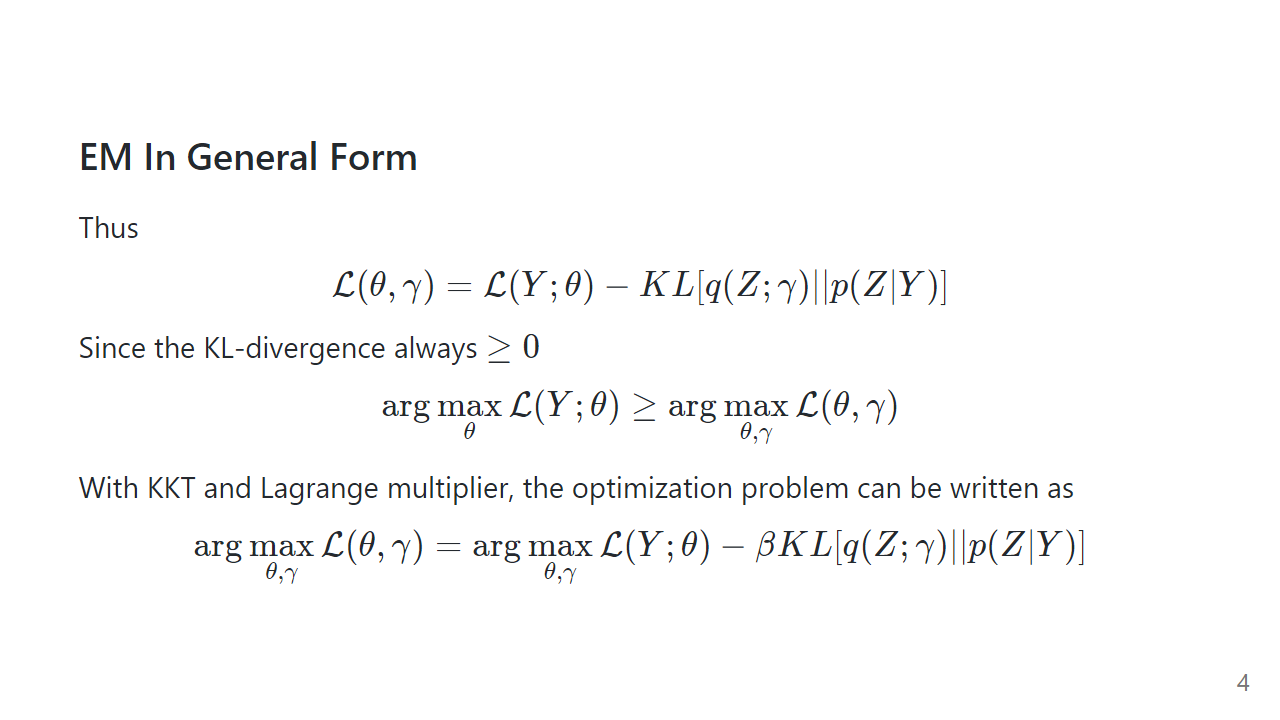 EM In General Form
Thus
ℒ(θ, γ) = ℒ(Y; θ) − KL[q(Z; γ)||p(Z|Y)]
Since the KL-divergence always ≥ 0
arg max_θ ℒ(Y; θ) ≥ arg max_{θ,γ} ℒ(θ, γ)
With KKT and Lagrange multiplier, the optimization problem can be written as
arg max_{θ,γ} ℒ(θ, γ) = arg max_{θ,γ} ℒ(Y; θ) − βKL[q(Z; γ)||p(Z|Y)]
4